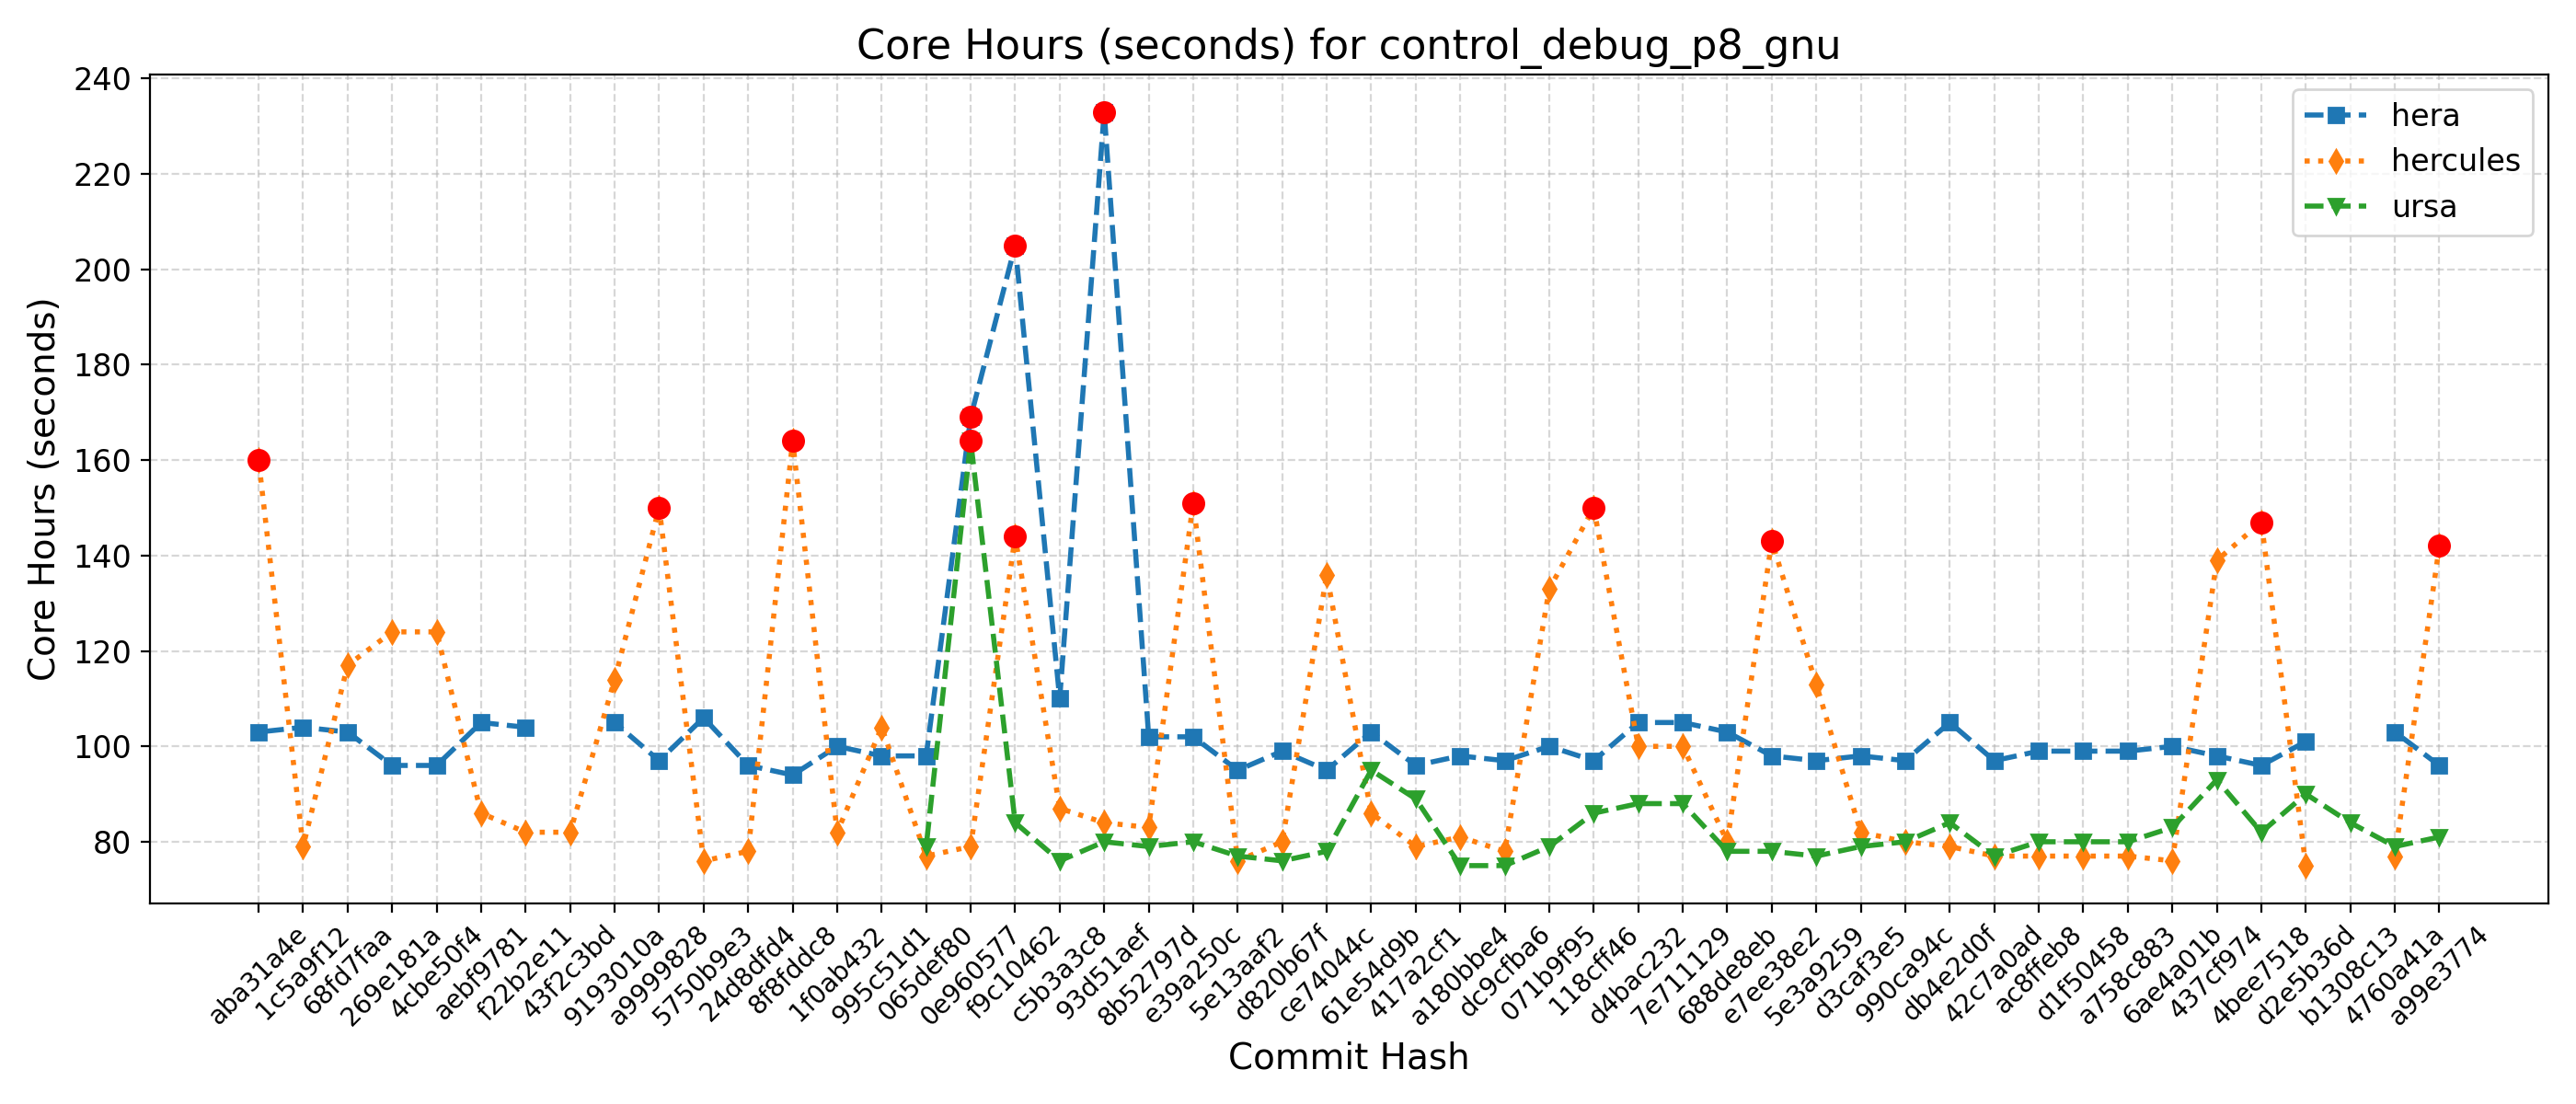 Core Hours (seconds) for control_debug_p8_gnu
240
220
200
180
160
140
120
100
80
Core Hours (seconds)
hera
hercules
ursa
aba31a4e
1c5a9f12
68fd7faa
269e181a
4cbe50f4
aebf9781
f22b2e11
43f2c3bd
9193010a
a9999828
5750b9e3
24d8dfd4
8f8fddc8
1f0ab432
995c51d1
065def80
0e960577
f9c10462
c5b3a3c8
93d51aef
8b52797d
e39a250c
5e13aaf2
d820b67f
ce74044c
61e54d9b
417a2cf1
a180bbe4
dc9cfba6
071b9f95
118cff46
d4bac232
7e711129
688de8eb
e7ee38e2
5e3a9259
d3caf3e5
990ca94c
db4e2d0f
42c7a0ad
ac8ffeb8
d1f50458
a758c883
6ae4a01b
437cf974
4bee7518
d2e5b36d
b1308c13
4760a41a
a99e3774
Commit Hash